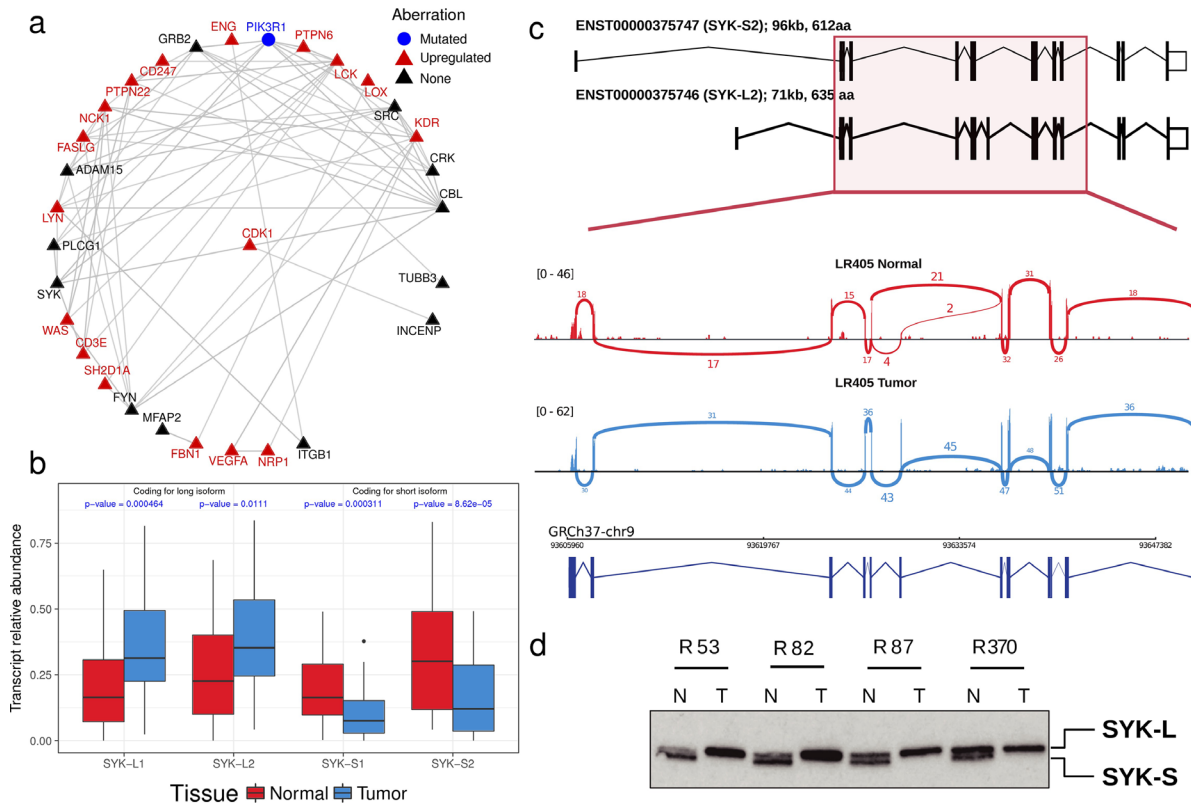 a
Aberration
Mutated
Upregulated
None
ENG
PIK3R1
PTPN6
GRB2
LCK
CD247
LOX
PTPN22
SRC
NCK1
KDR
FASLG
CRK
ADAM15
CBL
LYN
CDK1
PLCG1
TUBB3
SYK
INCENP
WAS
CD3E
SH2D1A
FYN
MFAP2
FBN1
VEGFA
NRP1
ITGB1
b
Coding for long isoform
Coding for short isoform
p−value = 0.000464
p−value = 0.0111
p−value = 0.000311
p−value = 8.62e−05
Transcript relative abundance
0.75
0.50
0.25
0.00
SYK−L1
SYK−L2
SYK−S1
SYK−S2
Tissue
Normal
Tumor
c
ENST00000375747 (SYK-S2); 96kb, 612aa
ENST00000375746 (SYK-L2); 71kb, 635 aa
LR405 Normal
[0 - 46]
18
17
15
17
21
4
2
32
31
26
18
LR405 Tumor
[0 - 62]
30
31
44
36
43
45
47
48
51
36
GRCh37-chr9
93605960
93619767
93633574
93647382
d
R 53
R 82
R 87
R370
N T N T N T N T
SYK-L
SYK-S